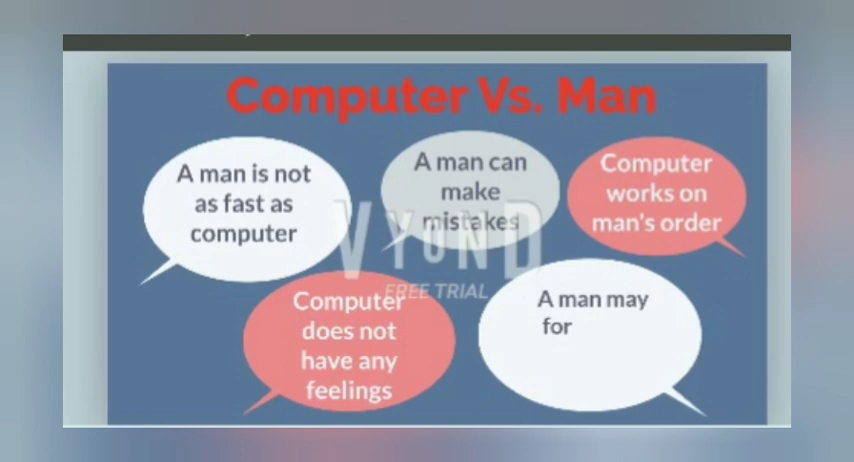 Computer Vs. Man
A man is not
as fast as
computer
A man can
make
mistakes
Computer
works on
man's order
Computer
does not
have any
feelings
A man may
for
VYOND
FREE TRIAL